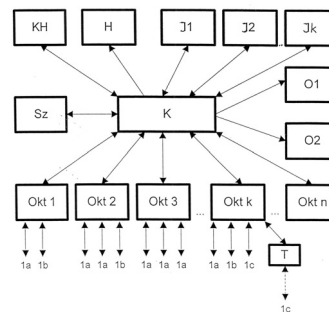 KH H J1 J2 ... Jk
O1
Sz K
O2
Okt 1 Okt 2 Okt 3 ... Okt k ... Okt n
T
1a 1b 1a 1a 1b 1a 1a 1a 1a 1b 1c
1c